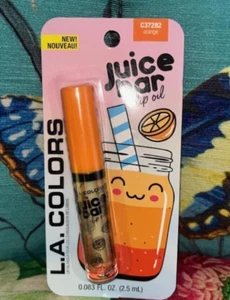 NEW!
NOUVEAU!
C37282
orange
juice
bar
lip oil
L.A. COLORS
0.083 FL. OZ. (2.5 mL)